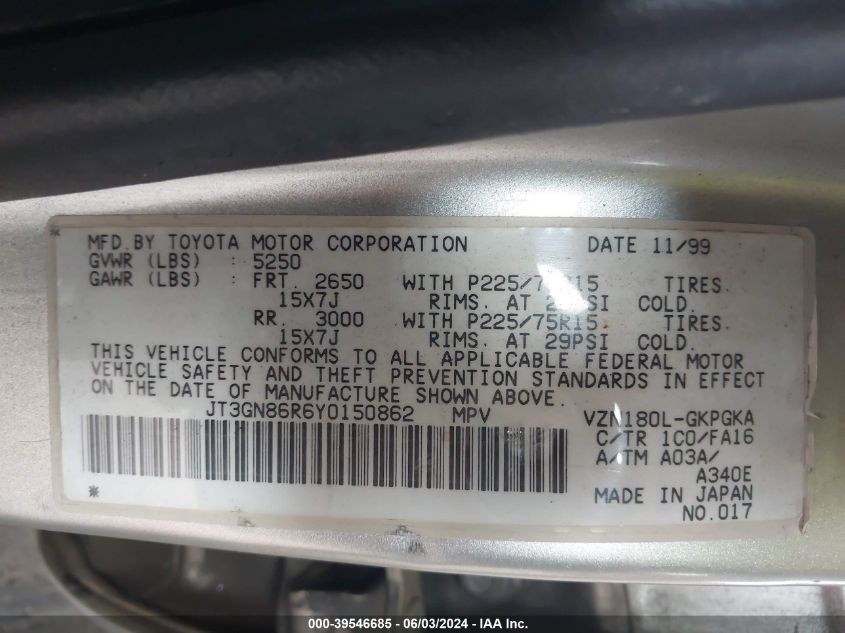 MFD.BY TOYOTA MOTOR CORPORATION DATE 11/99
GVWR (LBS) : 5250
GAWR (LBS) : FRT. 2650 WITH TIRES.
15X7J RIMS. AT COLD.
RR. 3000 WITH P225/75R15 TIRES.
15X7J RIMS. AT 29PSI COLD.
THIS VEHICLE CONFORMS TO ALL APPLICABLE FEDERAL MOTOR
VEHICLE SAFETY AND THEFT PREVENTION STANDARDS IN EFFECT
ON THE DATE OF MANUFACTURE SHOWN ABOVE.
JT3GN86R6Y0150862 MPV VZN180L-GKPGKA
C/TR 1C0/FA16
A/TM A03A/
A340E
MADE IN JAPAN
NO.017
000-39546685 - 06/03/2024 - IAA Inc.